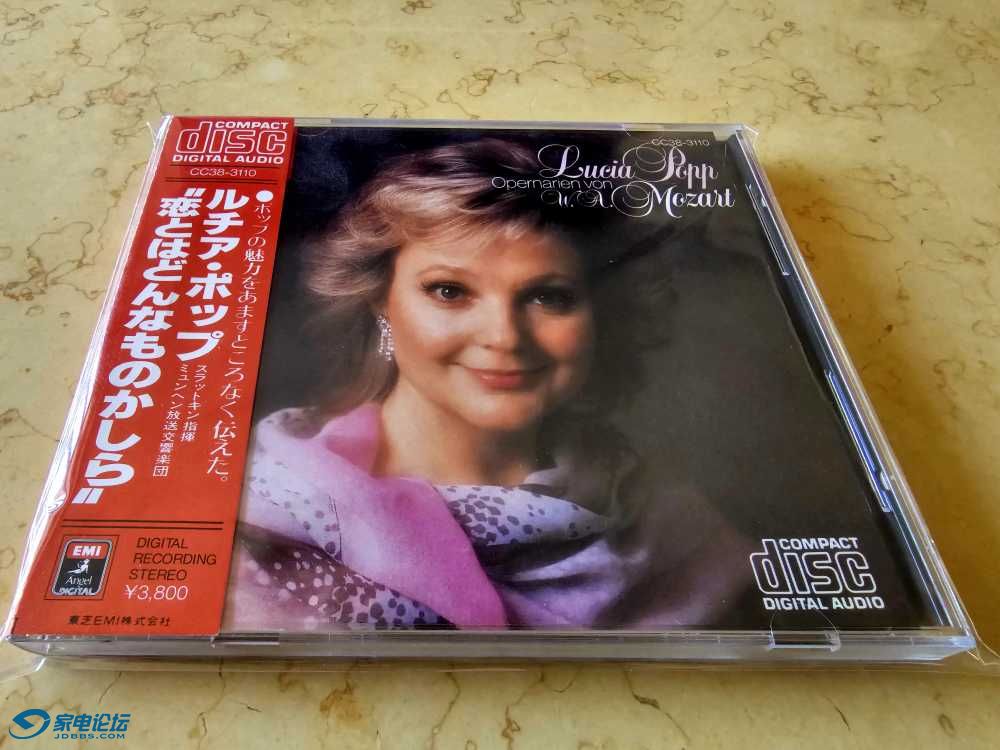 COMPACT
disc
DIGITAL AUDIO
CC38-3110
●ポップの魅力をあますところなく、伝えた。
ルチア・ポップ
スラットキン指揮
ミュンヘン放送交響楽団
“恋とはどんなものかしら”
EMI
Angel
DIGITAL
DIGITAL
RECORDING
STEREO
¥3,800
東芝EMI株式会社
CC38-3110
Lucia Popp
Opernarien von
W. A. Mozart
COMPACT
disc
DIGITAL AUDIO
家电论坛
JDBBS.COM